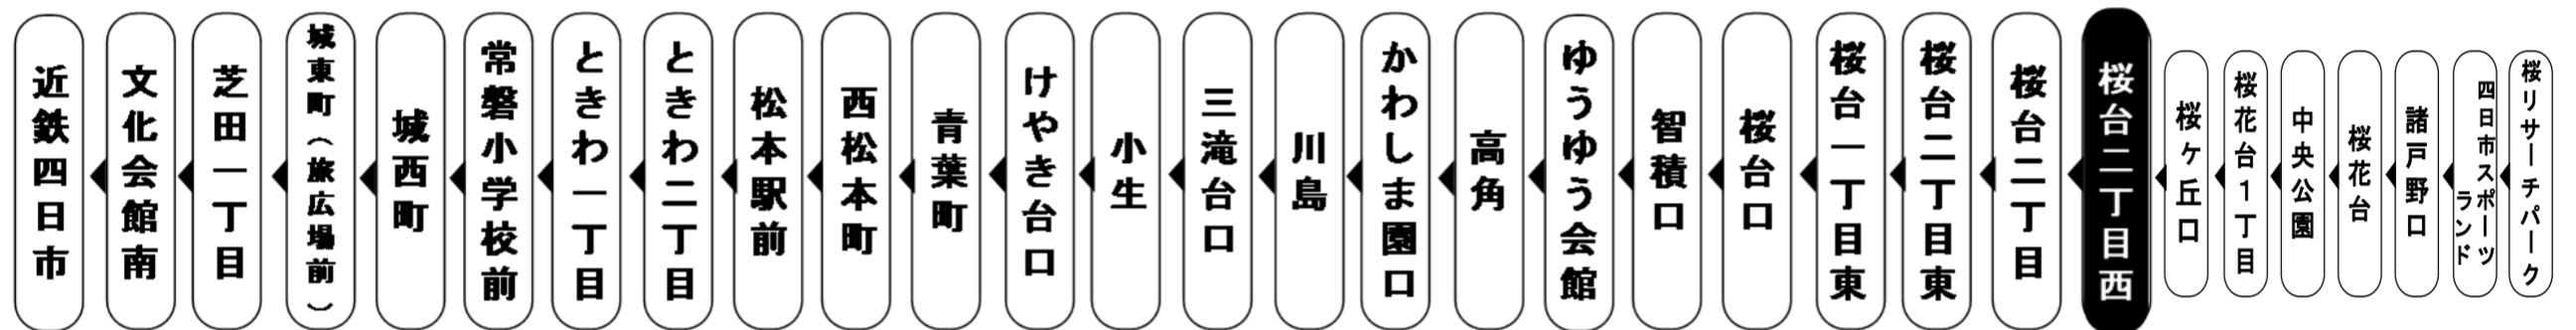 近鉄四日市
文化会館南
芝田一丁目
城東町（旅広場前）
城西町
常磐小学校前
ときわ一丁目
ときわ二丁目
松本駅前
西松本町
青葉町
けやき台口
小生
三滝台口
川島
かわしま園口
高角
ゆうゆう会館
智積口
桜台口
桜台一丁目東
桜台二丁目東
桜台二丁目
桜台二丁目西
桜ヶ丘口
桜花台1丁目
中央公園
桜花台
諸戸野口
四日市スポーツ
ランド
桜リサーチパーク